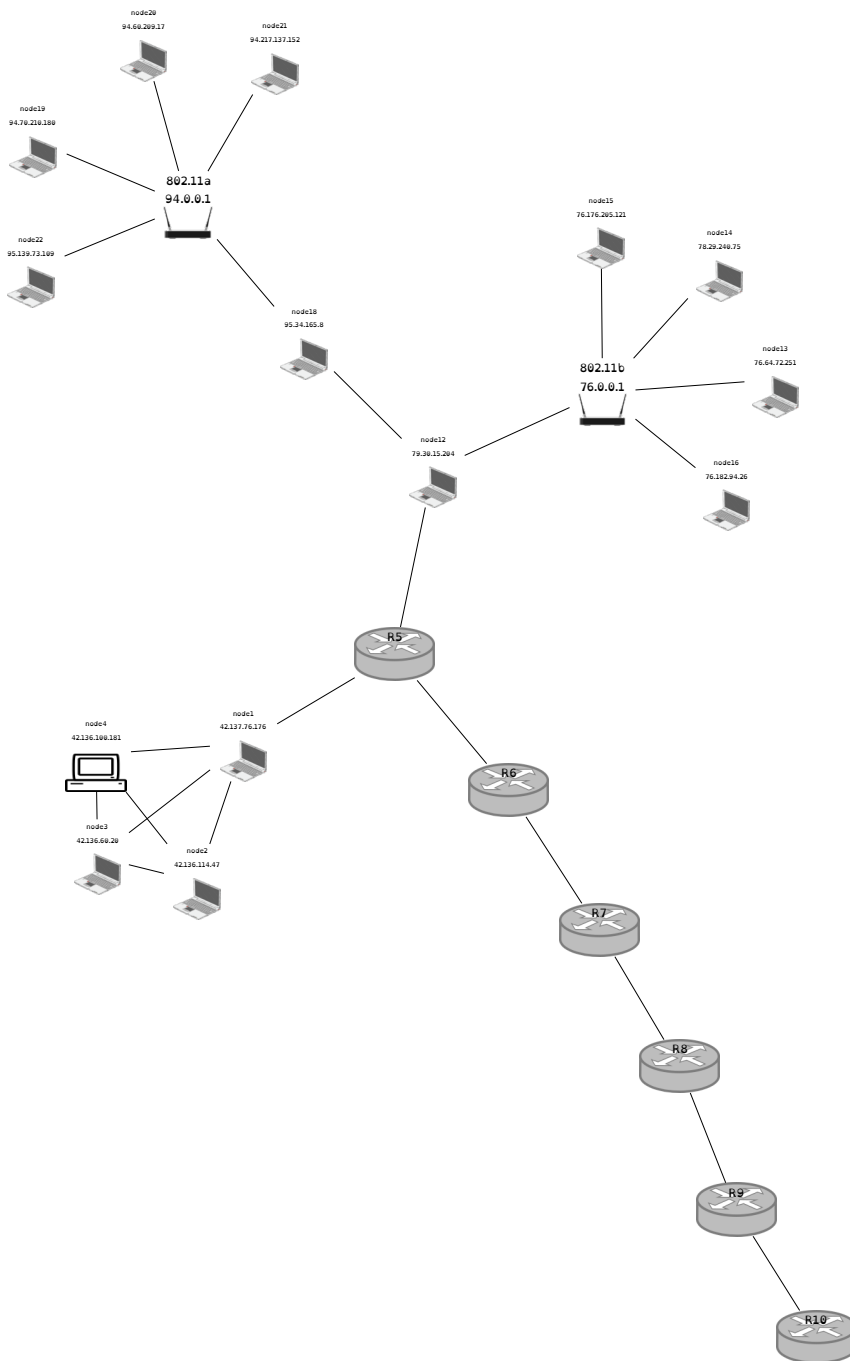 node20
94.60.209.17
node21
94.217.137.152
node19
94.70.210.180
802.11a
94.0.0.1
node22
95.139.73.109
node18
95.34.165.8
node15
76.176.205.121
node14
78.29.240.75
node13
76.64.72.251
802.11b
76.0.0.1
node12
79.30.15.204
node16
76.182.94.26
R5
node1
42.137.76.176
node4
42.136.100.181
node3
42.136.60.20
node2
42.136.114.47
R6
R7
R8
R9
R10